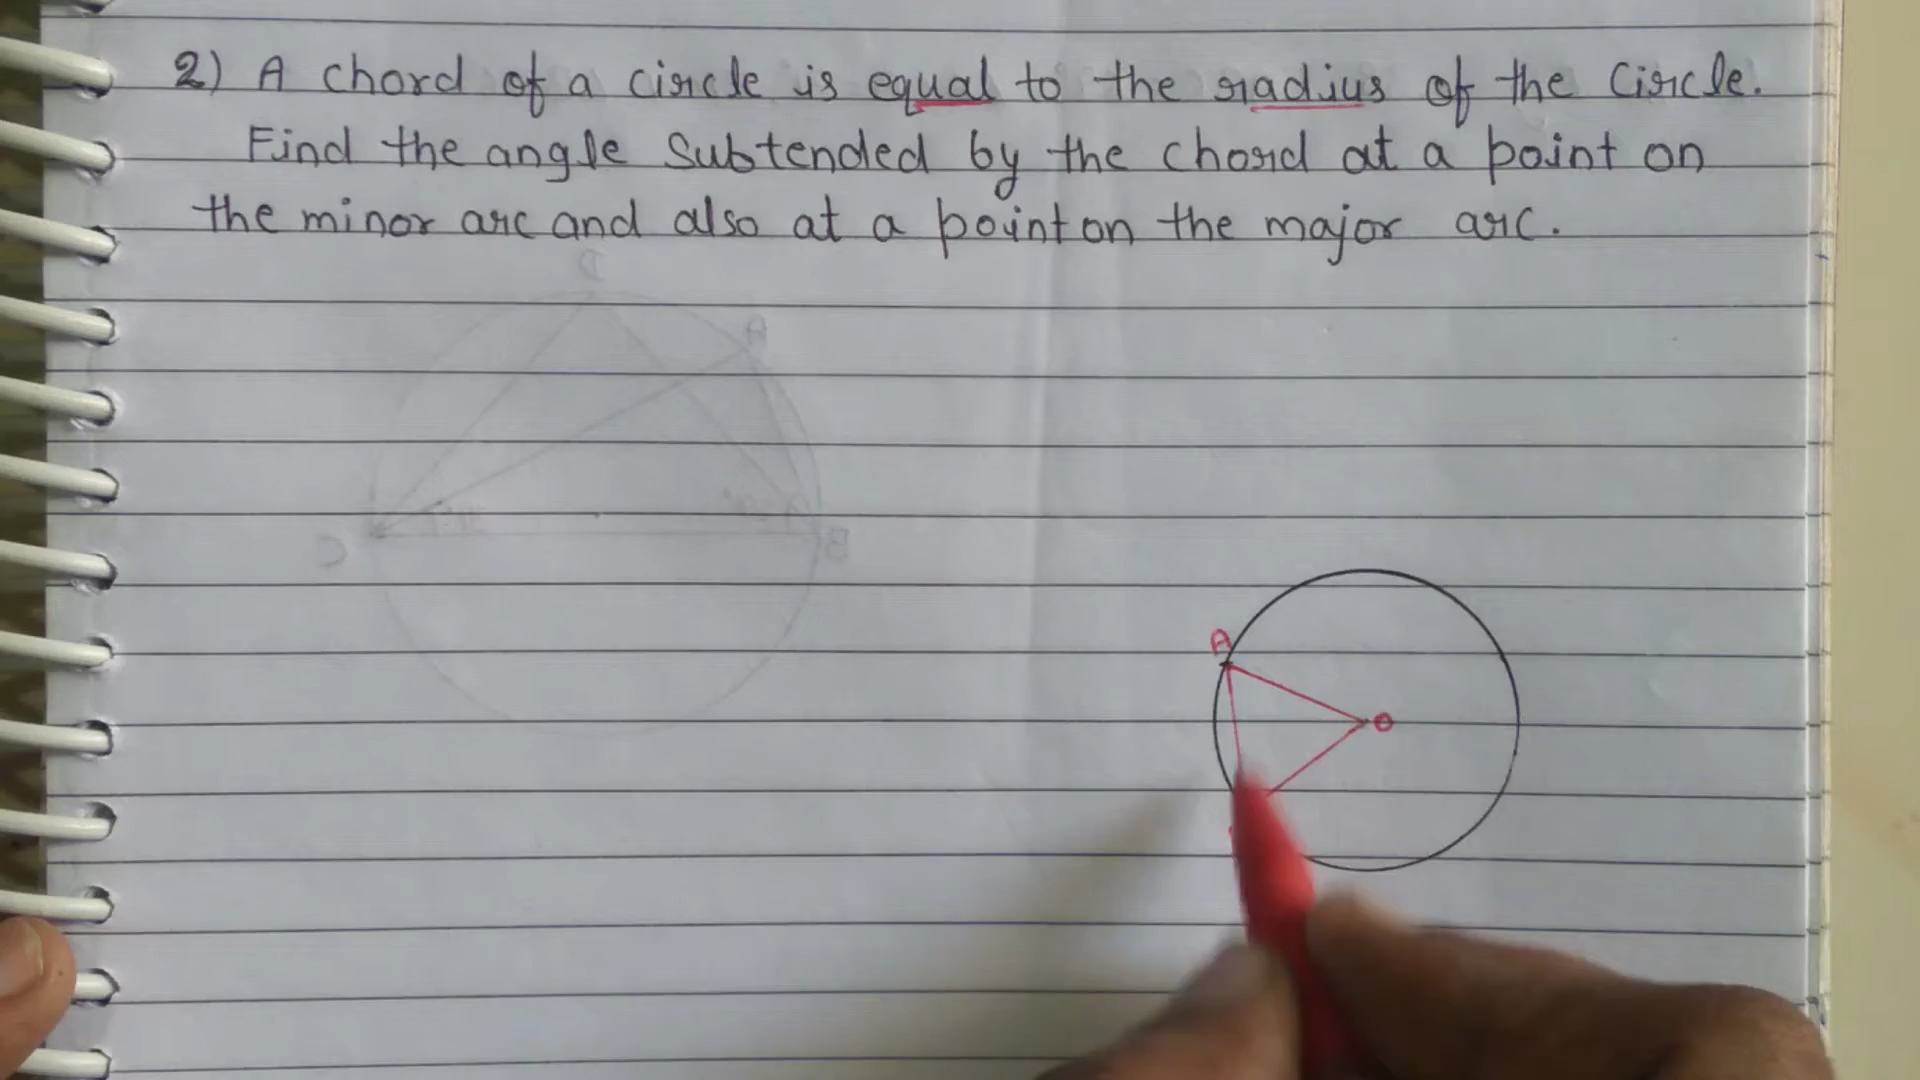 2) A chord of a circle is equal to the radius of the Circle.
Find the angle Subtended by the chord at a point on
the minor arc and also at a point on the major arc.
A
O